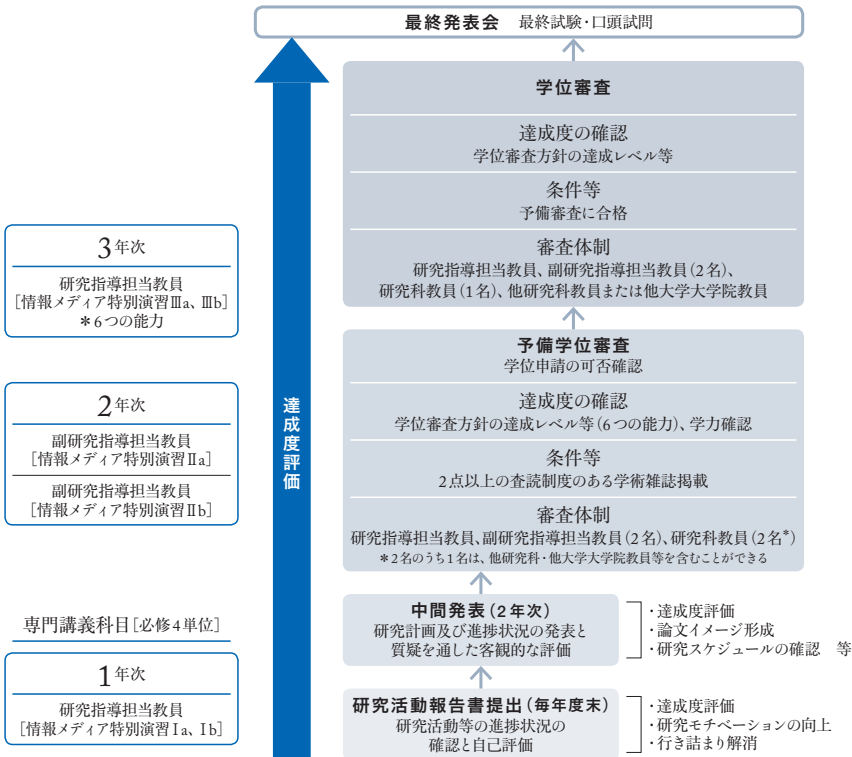 最終発表会 最終試験・口頭試問
学位審査
達成度の確認
学位審査方針の達成レベル等
条件等
予備審査に合格
審査体制
研究指導担当教員、副研究指導担当教員(2名)、
研究科教員(1名)、他研究科教員または他大学大学院教員
予備学位審査
学位申請の可否確認
達成度の確認
学位審査方針の達成レベル等(6つの能力)、学力確認
条件等
2点以上の査読制度のある学術雑誌掲載
審査体制
研究指導担当教員、副研究指導担当教員(2名)、研究科教員(2名*)
*2名のうち1名は、他研究科・他大学大学院教員等を含むことができる
中間発表(2年次)
研究計画及び進捗状況の発表と
質疑を通した客観的な評価
・達成度評価
・論文イメージ形成
・研究スケジュールの確認 等
研究活動報告書提出(毎年度末)
研究活動等の進捗状況の
確認と自己評価
・達成度評価
・研究モチベーションの向上
・行き詰まり解消
達成度評価
3年次
研究指導担当教員
[情報メディア特別演習Ⅲa、Ⅲb]
*6つの能力
2年次
副研究指導担当教員
[情報メディア特別演習Ⅱa]
副研究指導担当教員
[情報メディア特別演習Ⅱb]
専門講義科目[必修4単位]
1年次
研究指導担当教員
[情報メディア特別演習Ⅰa、Ⅰb]